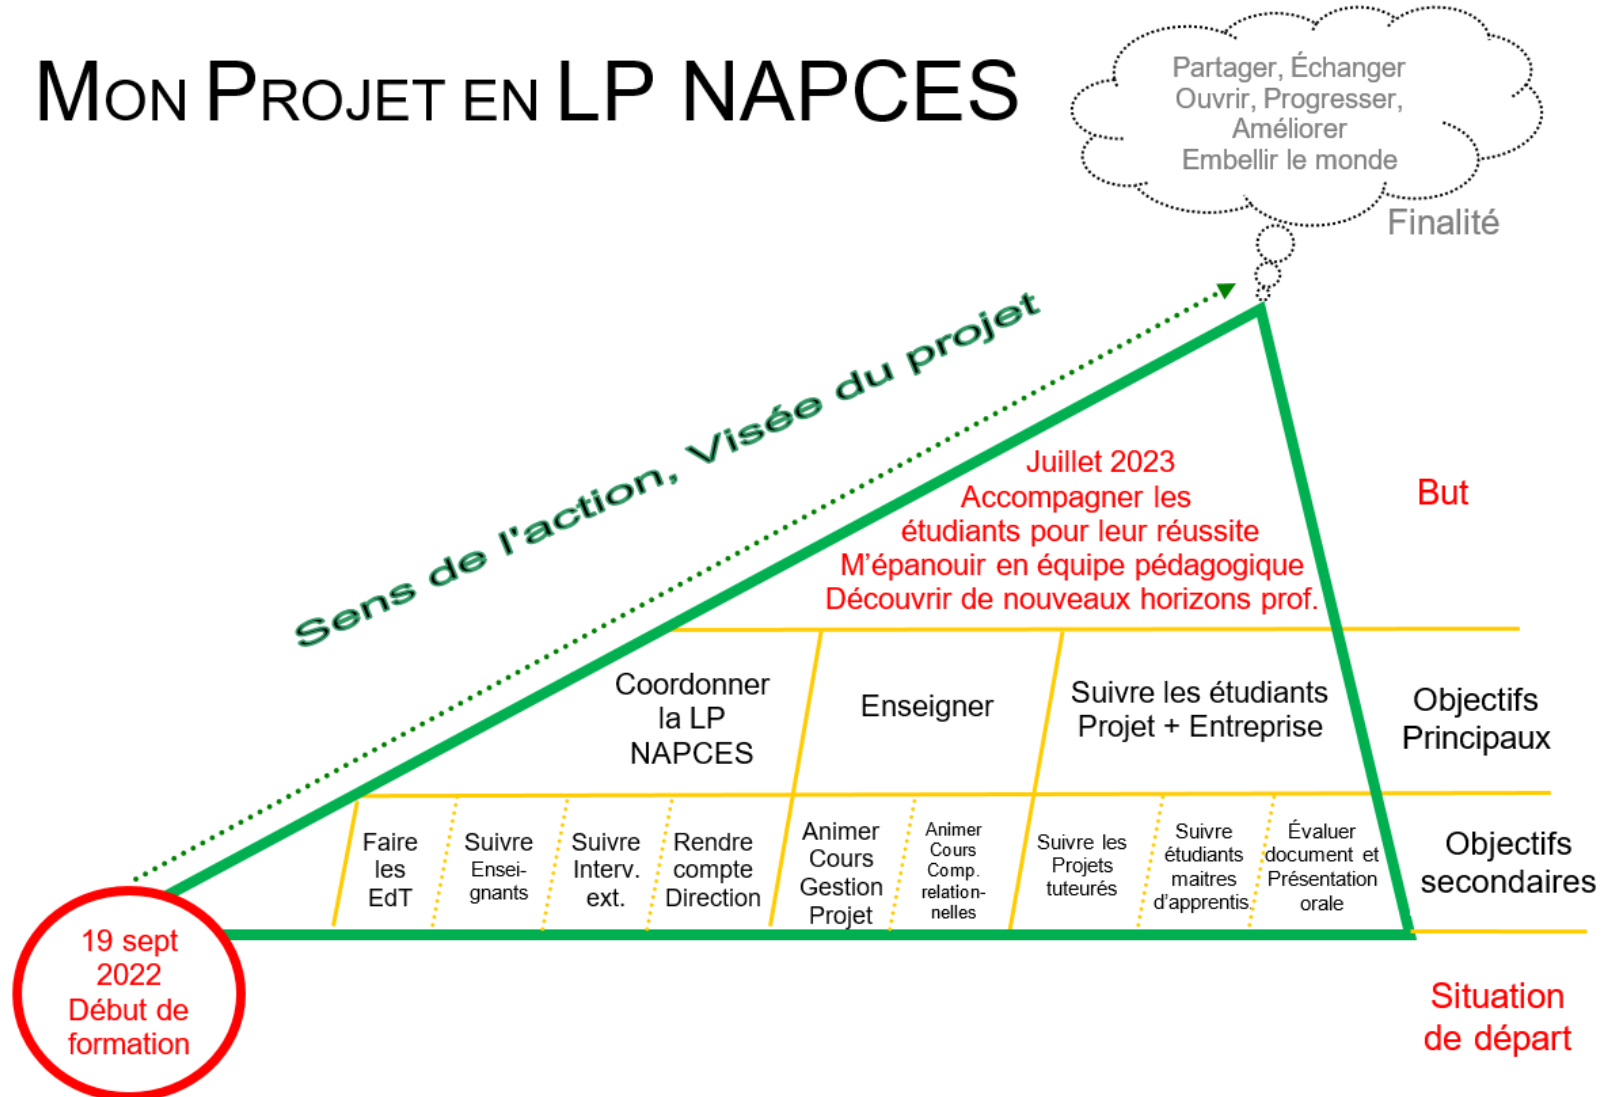 MON PROJET EN LP NAPCES
Partager, Échanger
Ouvrir, Progresser,
Améliorer
Embellir le monde
Finalité
Sens de l'action, Visée du projet
Juillet 2023
Accompagner les
étudiants pour leur réussite
M'épanouir en équipe pédagogique
Découvrir de nouveaux horizons prof.
But
Coordonner
la LP
NAPCES
Enseigner
Suivre les étudiants
Projet + Entreprise
Objectifs
Principaux
Faire
les
EdT
Suivre
Ensei-
gnants
Suivre
Interv.
ext.
Rendre
compte
Direction
Animer
Cours
Gestion
Projet
Animer
Cours
Comp.
relation-
nelles
Suivre les
Projets
tuteurés
Suivre
étudiants
maitres
d'apprentis.
Évaluer
document et
Présentation
orale
Objectifs
secondaires
19 sept
2022
Début de
formation
Situation
de départ